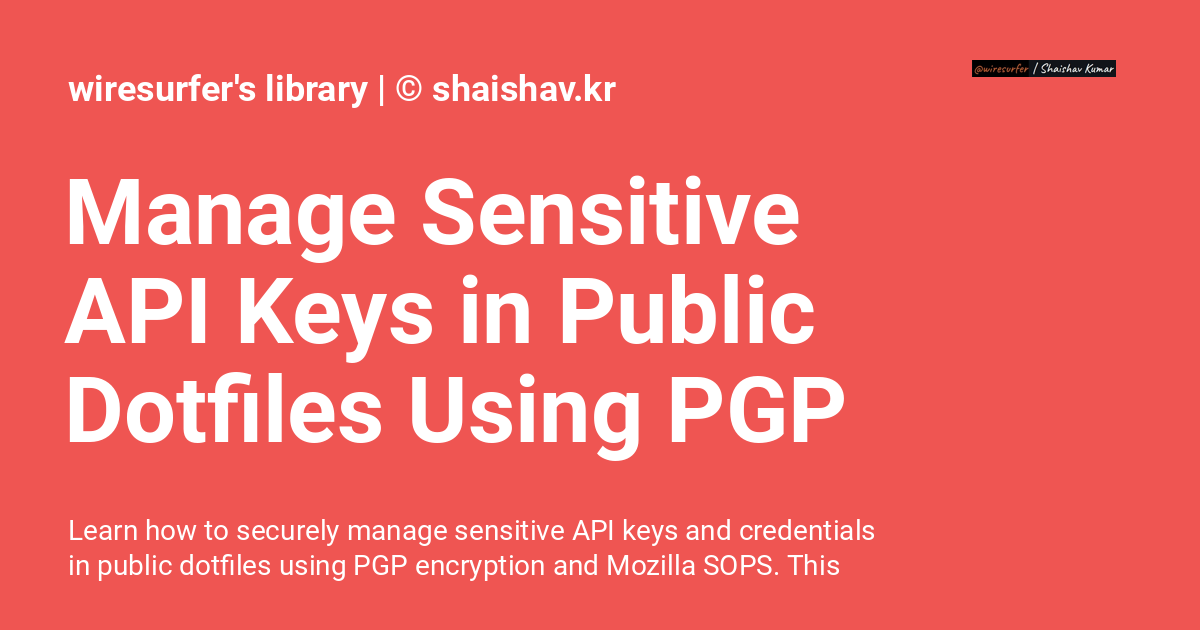 wiresurfer's library | © shaishav.kr
@wiresurfer / Shaishav Kumar
Manage Sensitive
API Keys in Public
Dotfiles Using PGP
Learn how to securely manage sensitive API keys and credentials
in public dotfiles using PGP encryption and Mozilla SOPS. This